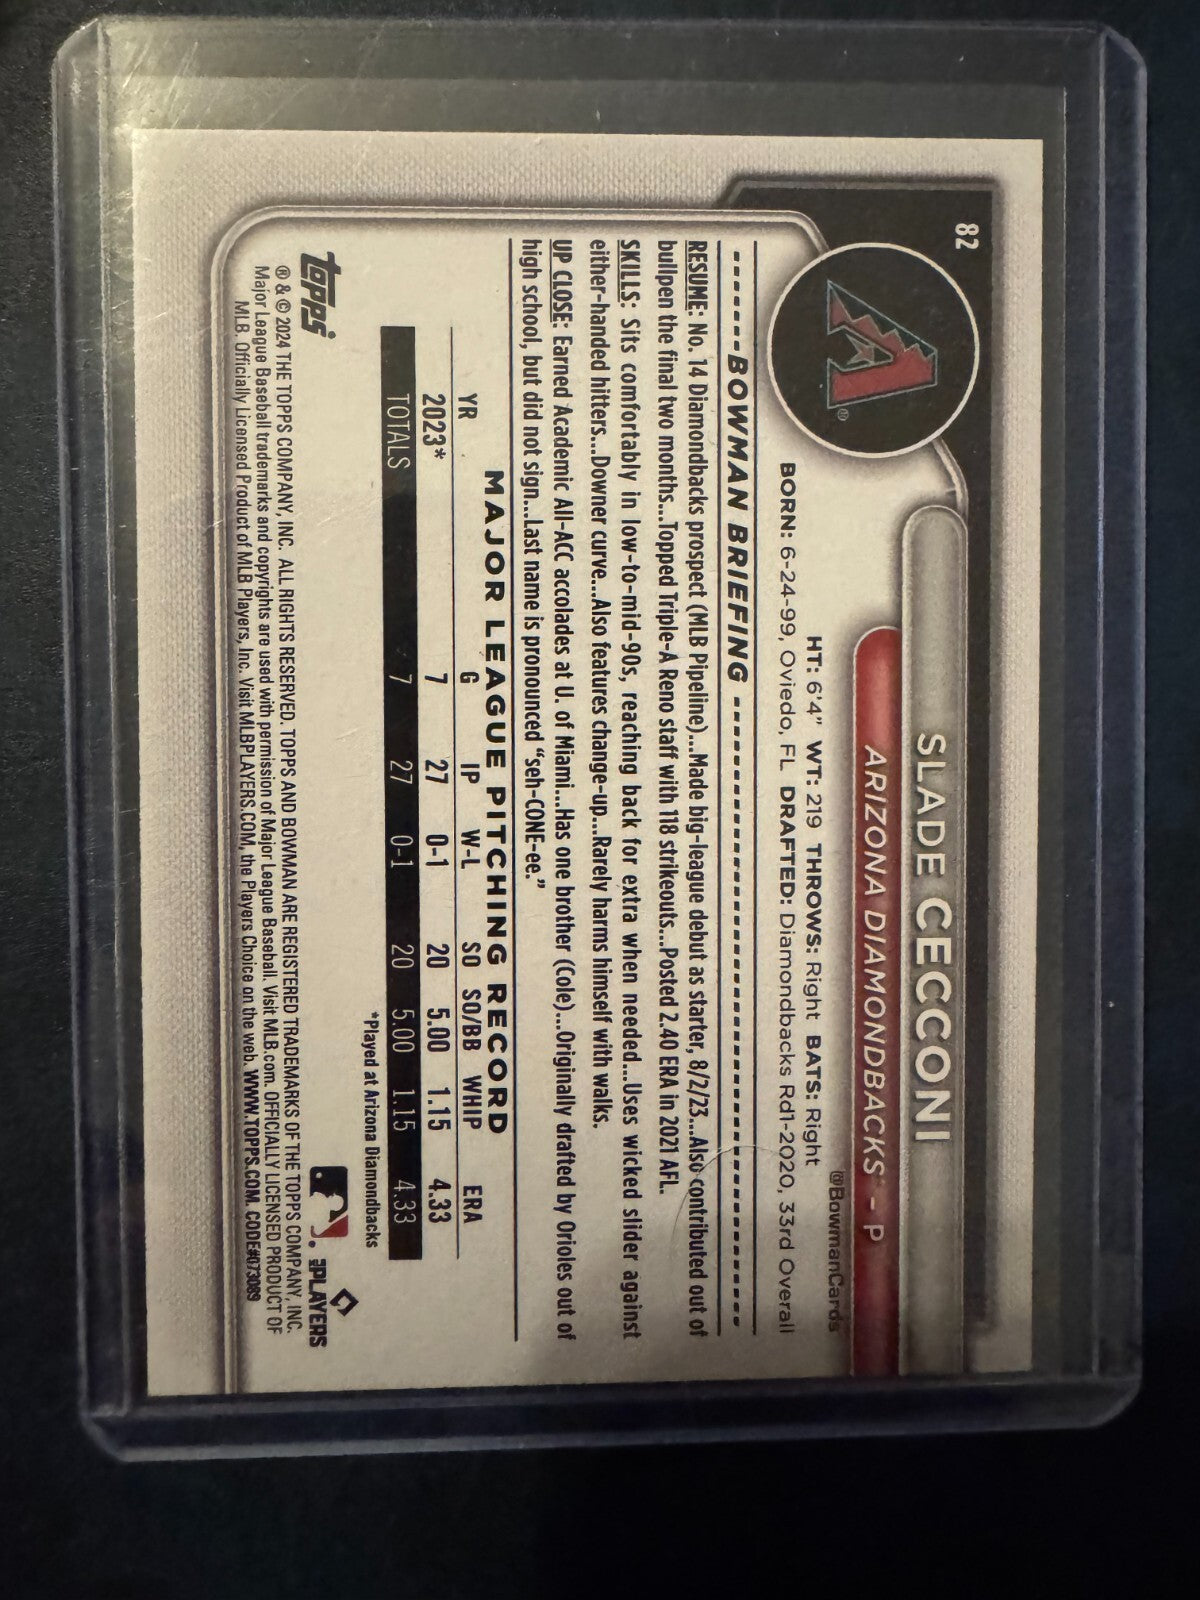 82
SLADE CECCONI
ARIZONA DIAMONDBACKS® - P
@BowmanCards
HT: 6'4" WT: 219 THROWS: Right BATS: Right
BORN: 6-24-99, Oviedo, FL DRAFTED: Diamondbacks Rd1-2020, 33rd Overall
BOWMAN BRIEFING
RESUME: No. 14 Diamondbacks prospect (MLB Pipeline)...Made big-league debut as starter, 8/2/23...Also contributed out of
bullpen the final two months...Topped Triple-A Reno staff with 118 strikeouts...Posted 2.40 ERA in 2021 AFL.
SKILLS: Sits comfortably in low-to-mid-90s, reaching back for extra when needed...Uses wicked slider against
either-handed hitters...Downer curve...Also features change-up...Rarely harms himself with walks.
UP CLOSE: Earned Academic All-ACC accolades at U. of Miami...Has one brother (Cole)...Originally drafted by Orioles out of
high school, but did not sign...Last name is pronounced “seh-CONE-ee.”
MAJOR LEAGUE PITCHING RECORD
YR G IP W-L SO SO/BB WHIP ERA
2023* 7 27 0-1 20 5.00 1.15 4.33
TOTALS 7 27 0-1 20 5.00 1.15 4.33
*Played at Arizona Diamondbacks
topps
PLAYERS
® & © 2024 THE TOPPS COMPANY, INC. ALL RIGHTS RESERVED. TOPPS AND BOWMAN ARE REGISTERED TRADEMARKS OF THE TOPPS COMPANY, INC.
Major League Baseball trademarks and copyrights are used with permission of Major League Baseball. Visit MLB.com. OFFICIALLY LICENSED PRODUCT OF
MLB. Officially Licensed Product of MLB Players, Inc. Visit MLBPLAYERS.COM, the Players Choice on the web. WWW.TOPPS.COM. CODE#073089